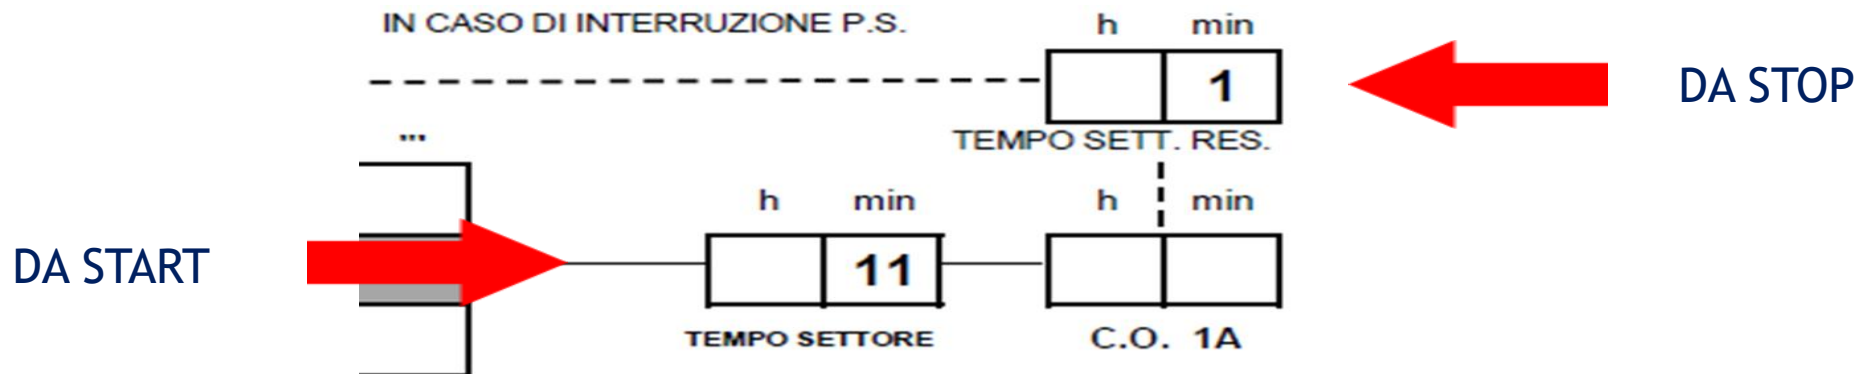 IN CASO DI INTERRUZIONE P.S. h min
1
DA STOP
...
TEMPO SETT. RES.
h min h min
DA START
11
TEMPO SETTORE C.O. 1A